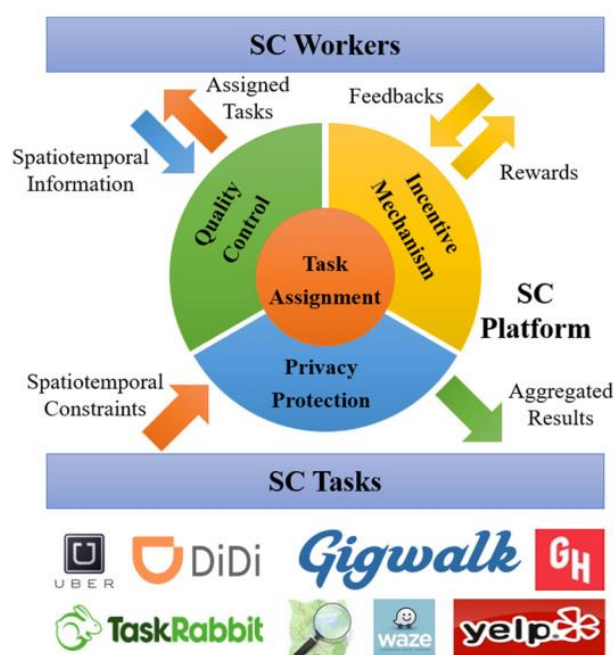 SC Workers
Assigned
Tasks
Feedbacks
Spatiotemporal
Information
Rewards
Quality
Control
Incentive
Mechanism
Task
Assignment
SC
Platform
Privacy
Protection
Spatiotemporal
Constraints
Aggregated
Results
SC Tasks
UBER
DiDi
Gigwalk
GH
TaskRabbit
waze
yelp